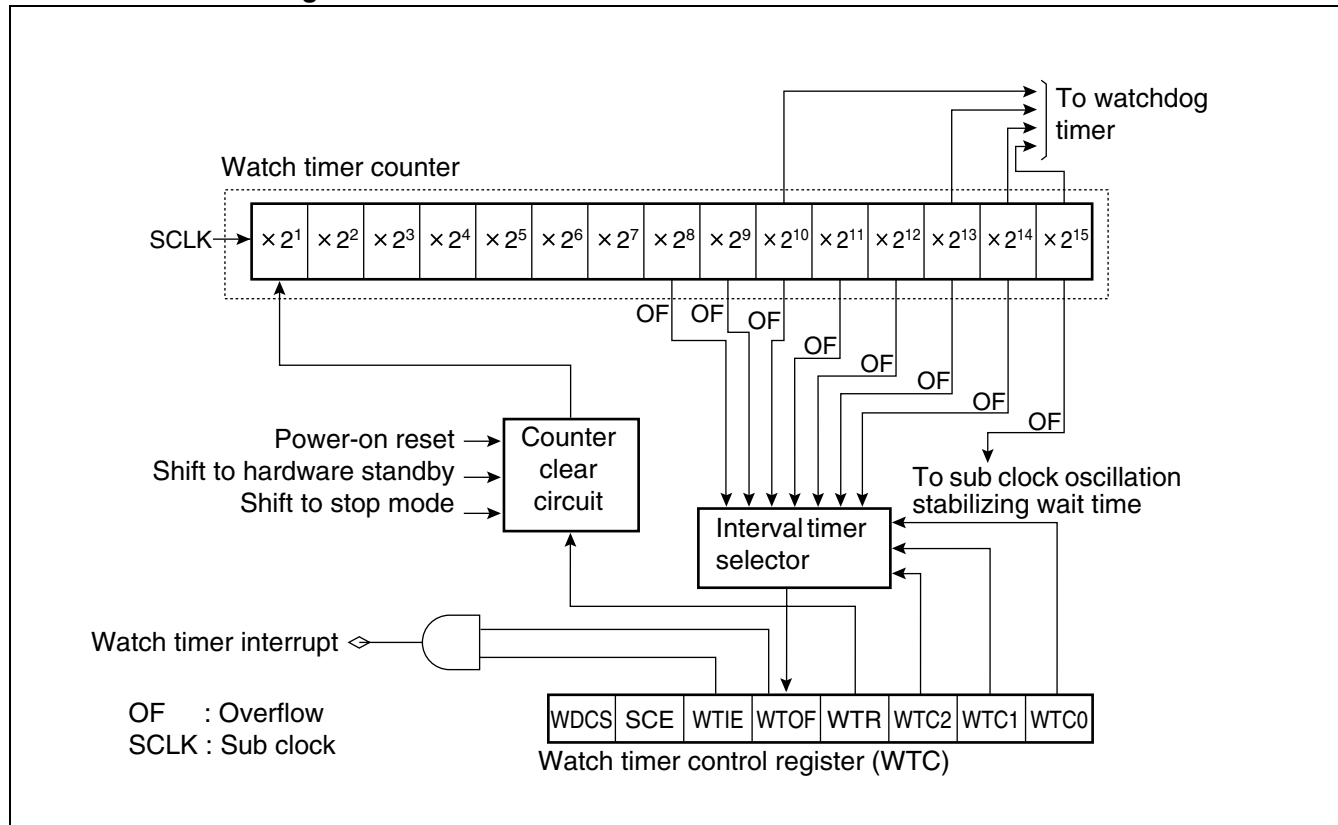 To watchdog
timer
Watch timer counter
SCLK
× 2¹ × 2² × 2³ × 2⁴ × 2⁵ × 2⁶ × 2⁷ × 2⁸ × 2⁹ × 2¹⁰ × 2¹¹ × 2¹² × 2¹³ × 2¹⁴ × 2¹⁵
OF OF OF OF OF OF OF OF
Power-on reset
Shift to hardware standby
Shift to stop mode
Counter
clear
circuit
To sub clock oscillation
stabilizing wait time
Interval timer
selector
Watch timer interrupt
OF : Overflow
SCLK : Sub clock
WDCS SCE WTIE WTOF WTR WTC2 WTC1 WTC0
Watch timer control register (WTC)